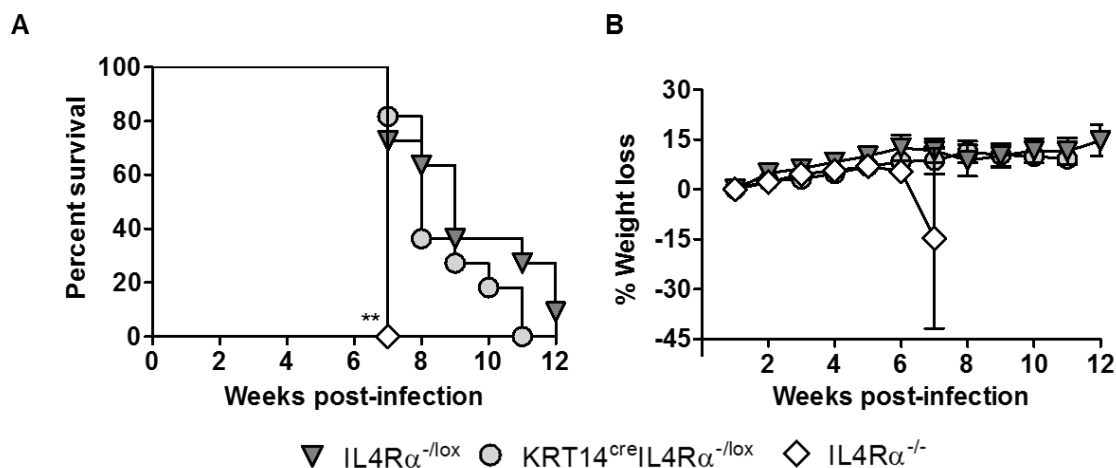 A
B
Percent survival
100
80
60
40
20
0
**
0 2 4 6 8 10 12
Weeks post-infection
% Weight loss
30
15
0
-15
-30
-45
2 4 6 8 10 12
Weeks post-infection
IL4Rα-/lox KRT14creIL4Rα-/lox IL4Rα-/-